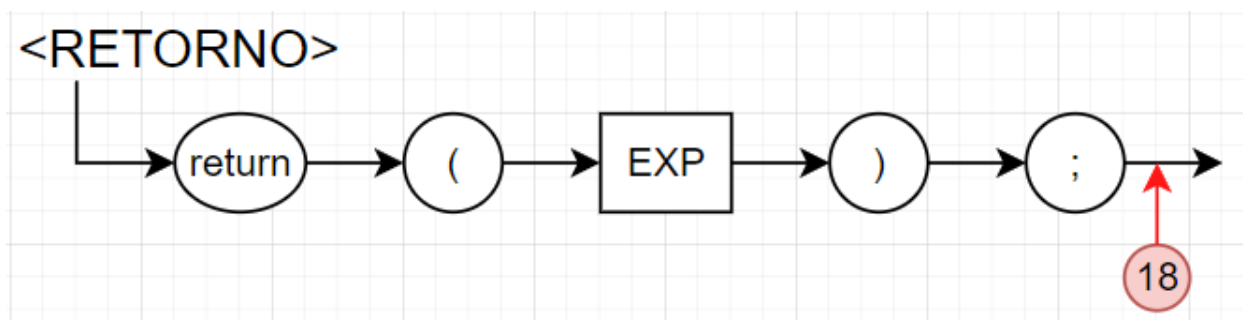 <RETORNO>
return ( EXP ) ;
18